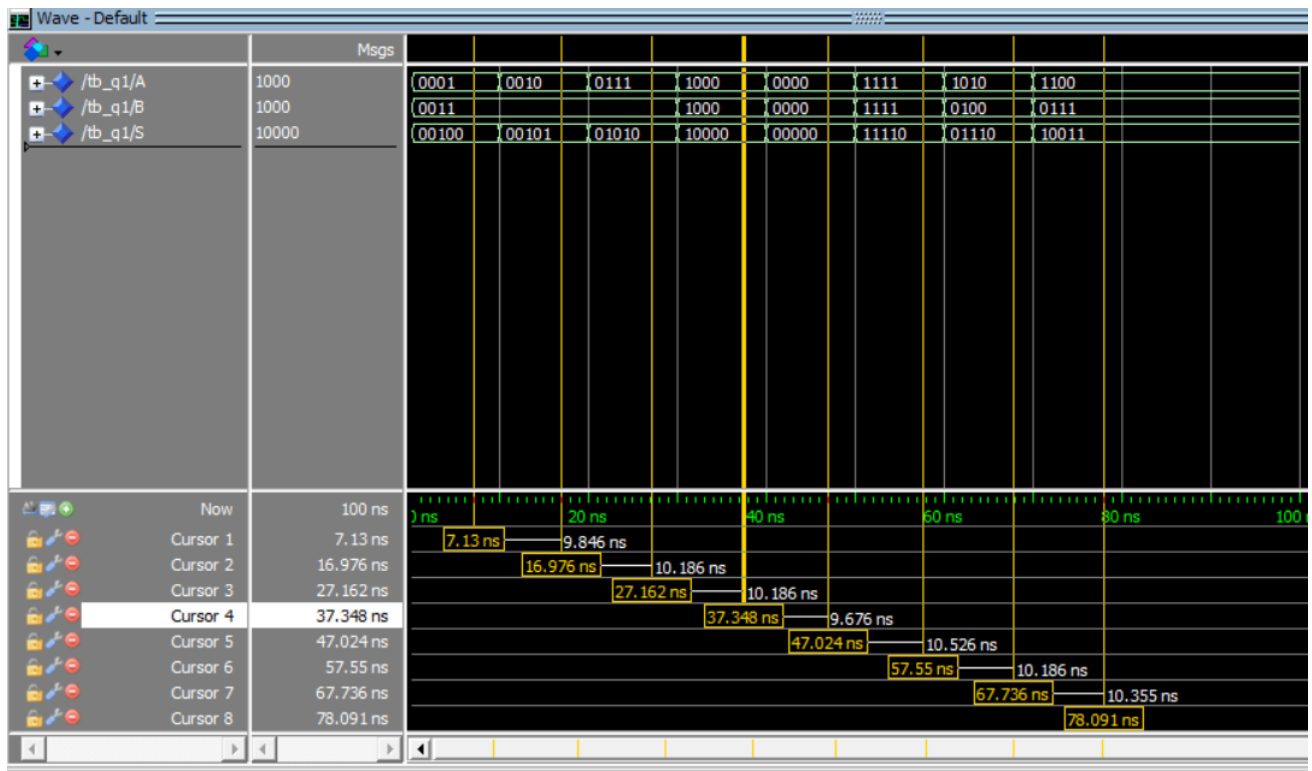 Wave - Default
Msgs
/tb_q1/A 1000 0001 0010 0111 1000 0000 1111 1010 1100
/tb_q1/B 1000 0011 1000 0000 1111 0100 0111
/tb_q1/S 10000 00100 00101 01010 10000 00000 11110 01110 10011
Now 100 ns ns 20 ns 40 ns 60 ns 80 ns 100
Cursor 1 7.13 ns 7.13 ns 9.846 ns
Cursor 2 16.976 ns 16.976 ns 10.186 ns
Cursor 3 27.162 ns 27.162 ns 10.186 ns
Cursor 4 37.348 ns 37.348 ns 9.676 ns
Cursor 5 47.024 ns 47.024 ns 10.526 ns
Cursor 6 57.55 ns 57.55 ns 10.186 ns
Cursor 7 67.736 ns 67.736 ns 10.355 ns
Cursor 8 78.091 ns 78.091 ns